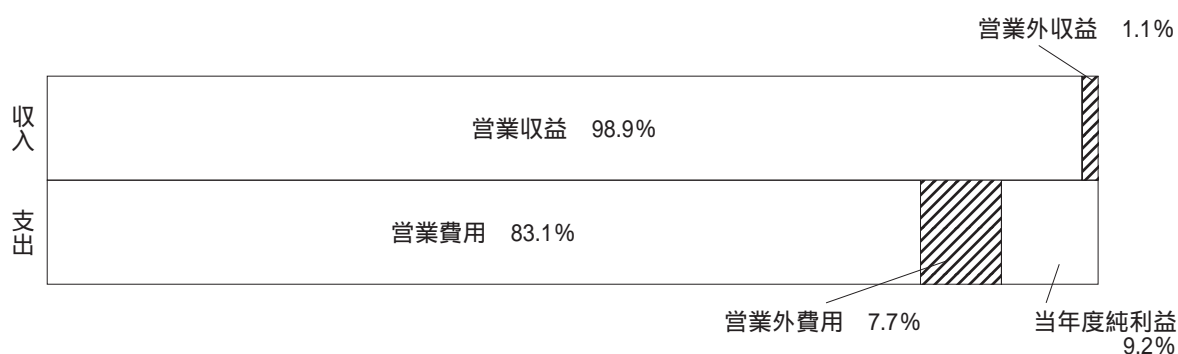 営業外収益 1.1%
収入
営業収益 98.9%
支出
営業費用 83.1%
営業外費用 7.7%
当年度純利益
9.2%